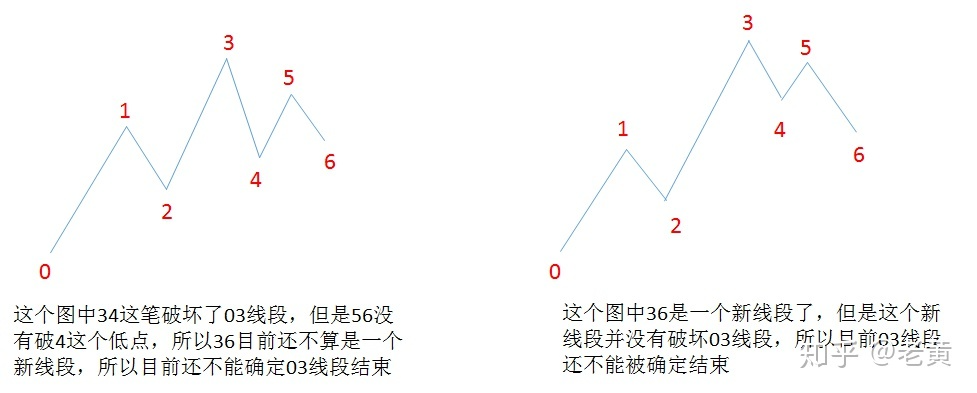 3
1
5
2
4
6
0
这个图中34这笔破坏了03线段，但是56没
有破4这个低点，所以36目前还不算是一个
新线段，所以目前还不能确定03线段结束
3
5
1
4
6
2
0
这个图中36是一个新线段了，但是这个新
线段并没有破坏03线段，所以目前03线段
还不能被确定结束
知乎 @老黄